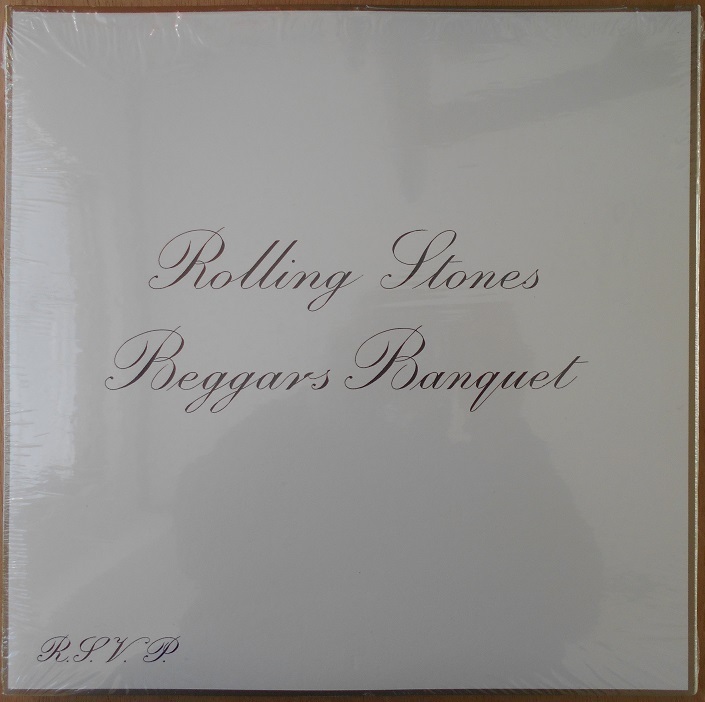 Rolling Stones
Beggars Banquet
R.S.V.P.